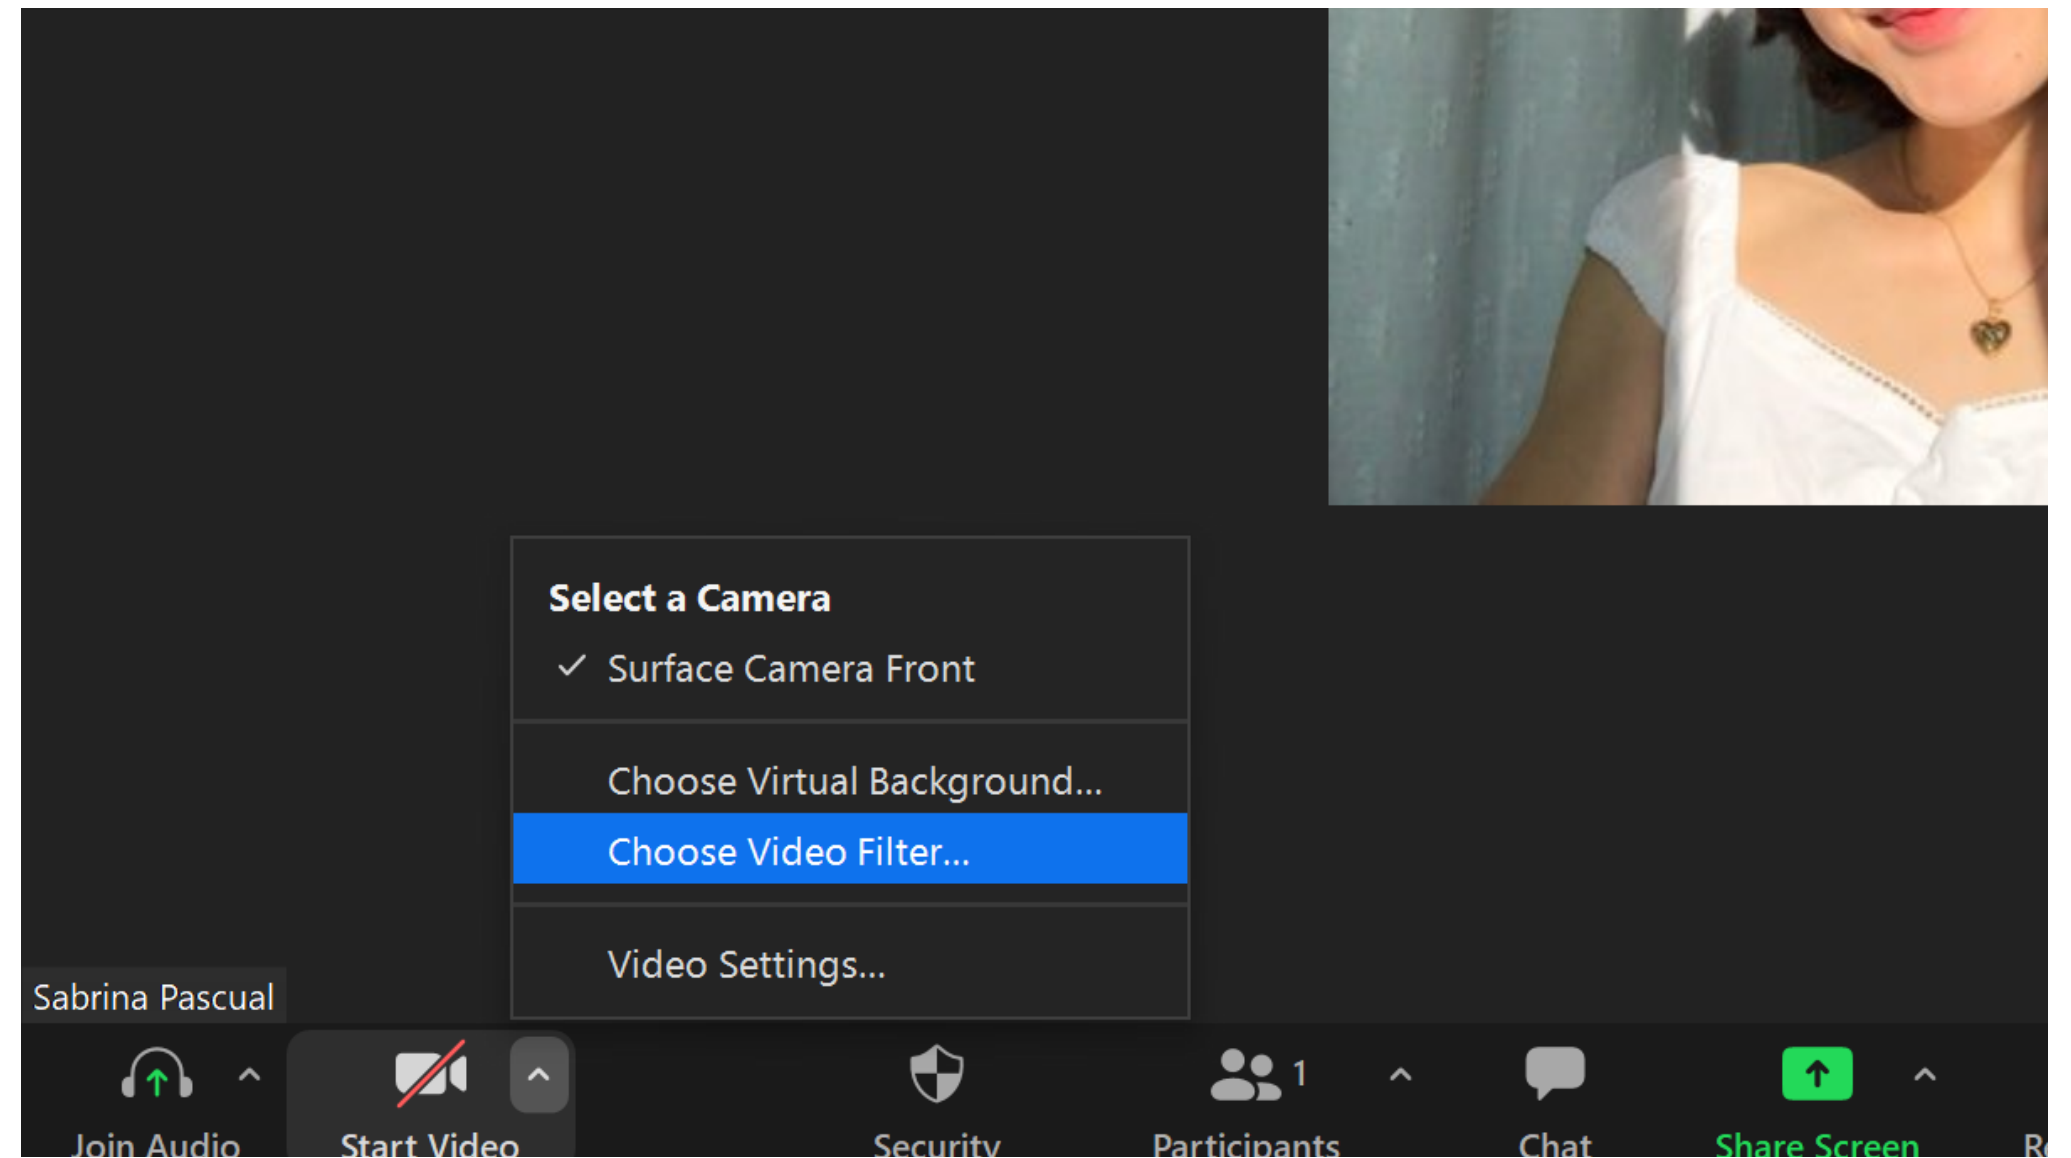 Select a Camera
Surface Camera Front
Choose Virtual Background...
Choose Video Filter...
Video Settings...
Sabrina Pascual
1
Join Audio
Start Video
Security
Participants
Chat
Share Screen